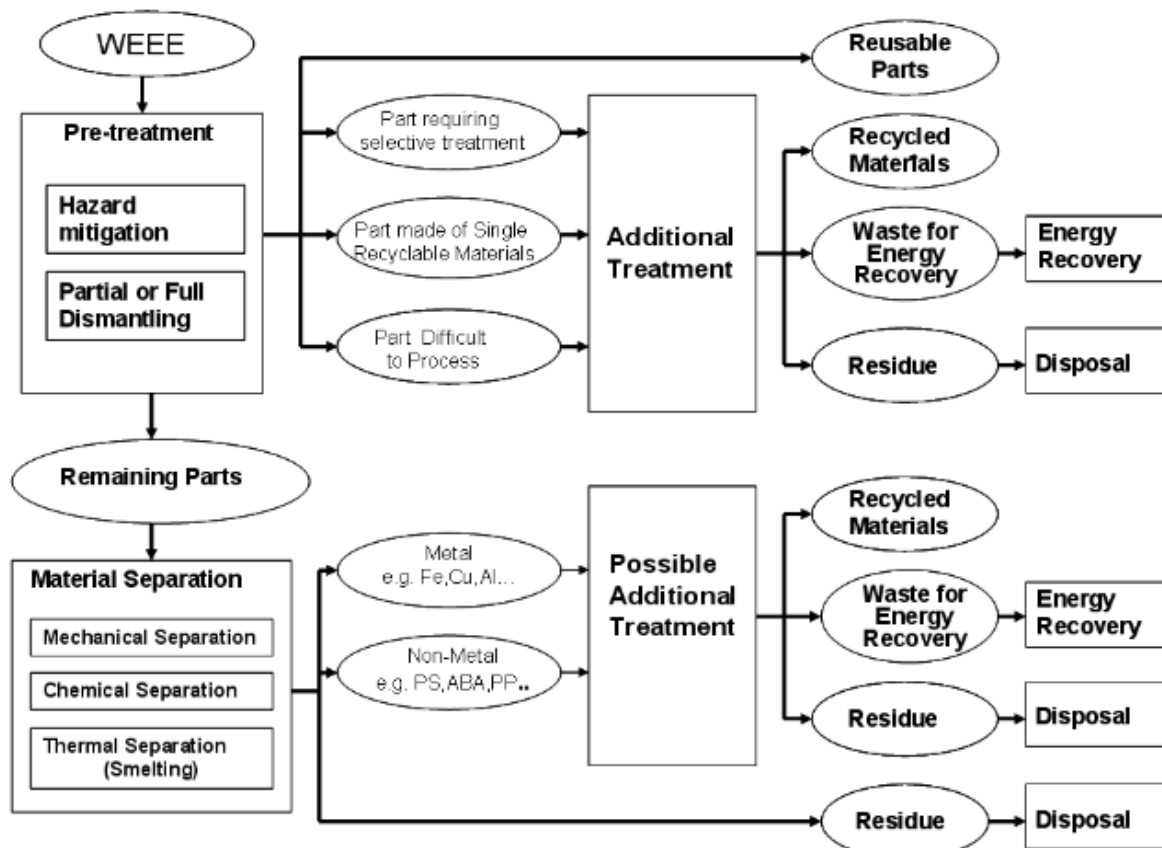 WEEE
Pre-treatment
Hazard
mitigation
Partial or Full
Dismantling
Part requiring
selective treatment
Part made of Single
Recyclable Materials
Part Difficult
to Process
Additional
Treatment
Reusable
Parts
Recycled
Materials
Waste for
Energy
Recovery
Energy
Recovery
Residue
Disposal
Remaining Parts
Material Separation
Mechanical Separation
Chemical Separation
Thermal Separation
(Smelting)
Metal
e.g. Fe,Cu,Al...
Non-Metal
e.g. PS,ABA,PP..
Possible
Additional
Treatment
Recycled
Materials
Waste for
Energy
Recovery
Energy
Recovery
Residue
Disposal
Residue
Disposal